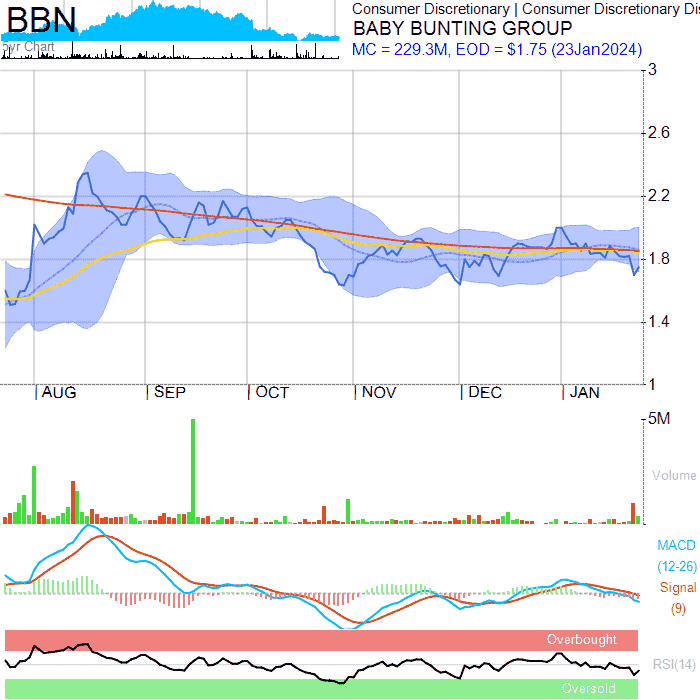 BBN
5yr Chart
Consumer Discretionary | Consumer Discretionary Dis
BABY BUNTING GROUP
MC = 229.3M, EOD = $1.75 (23Jan2024)
3
2.6
2.2
1.8
1.4
1
AUG SEP OCT NOV DEC JAN
5M
Volume
MACD
(12-26)
Signal
(9)
Overbought
RSI(14)
Oversold